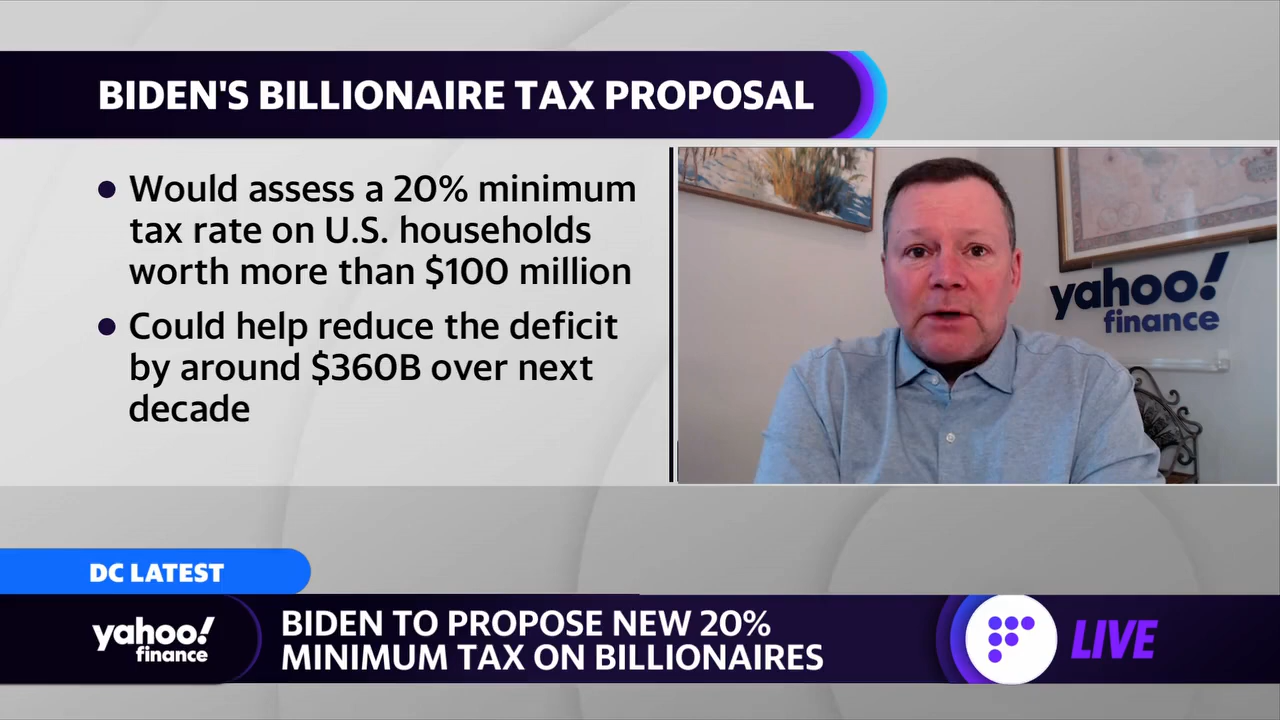 BIDEN'S BILLIONAIRE TAX PROPOSAL
• Would assess a 20% minimum
tax rate on U.S. households
worth more than $100 million
• Could help reduce the deficit
by around $360B over next
decade
yahoo!
finance
DC LATEST
yahoo!
finance
BIDEN TO PROPOSE NEW 20%
MINIMUM TAX ON BILLIONAIRES
LIVE